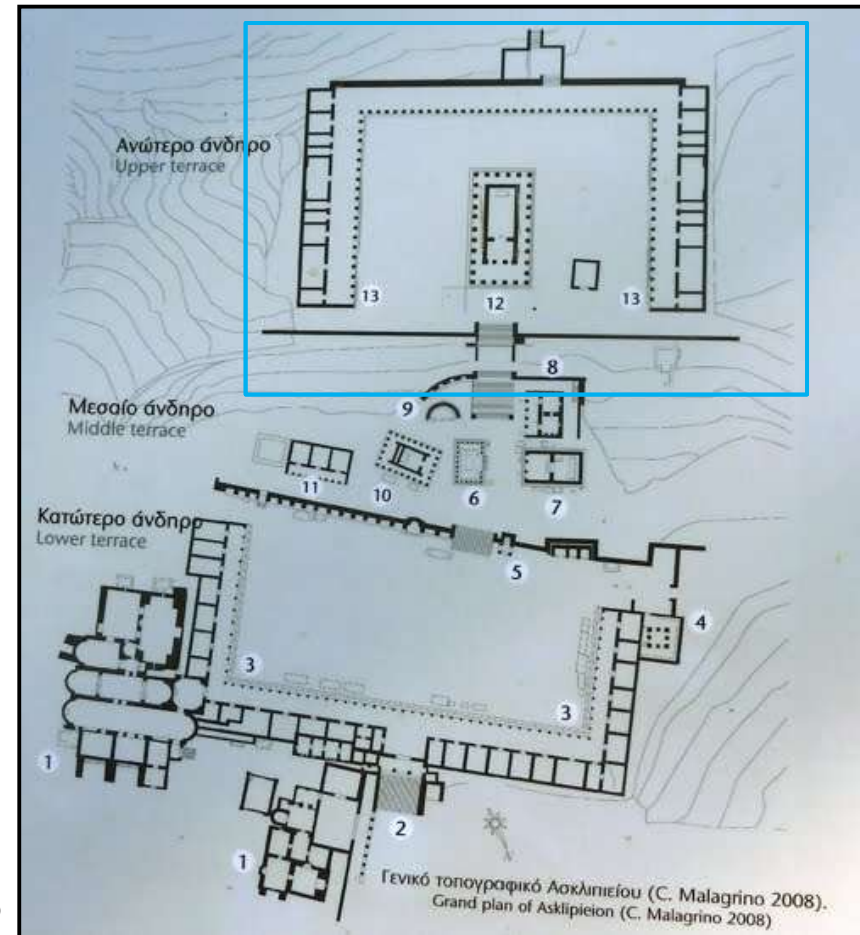 Ανώτερο άνδηρο
Upper terrace
13
12
13
8
Μεσαίο άνδηρο
Middle terrace
9
11
10
6
7
Κατώτερο άνδηρο
Lower terrace
5
4
3
3
1
2
1
Γενικό τοπογραφικό Ασκλιπιείου (C. Malagrino 2008).
Grand plan of Asklipieion (C. Malagrino 2008)